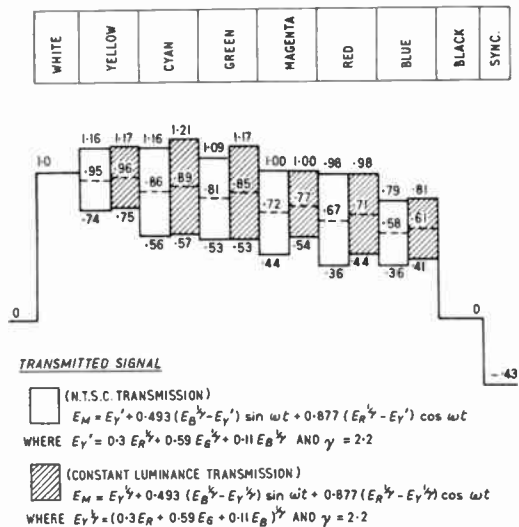 WHITE YELLOW CYAN GREEN MAGENTA RED BLUE BLACK SYNC.
1·21
1·16 1·17 1·16 1·17
1·09
1·0 1·00 1·00 ·98 ·98
·95 ·96 ·86 ·89 ·81 ·85 ·79 ·81
·72 ·77 ·67 ·71
·74 ·75 ·58 ·61
·56 ·57 ·53 ·53 ·54
·44 ·44 ·41
·36 ·36
0 0
-·43
TRANSMITTED SIGNAL
(N.T.S.C. TRANSMISSION)
E_M = E_Y' + 0·493 (E_B^{1/γ} – E_Y') sin ωt + 0·877 (E_R^{1/γ} – E_Y') cos ωt
WHERE E_Y' = 0·3 E_R^{1/γ} + 0·59 E_G^{1/γ} + 0·11 E_B^{1/γ} AND γ = 2·2
(CONSTANT LUMINANCE TRANSMISSION)
E_M = E_Y^{1/γ} + 0·493 (E_B^{1/γ} – E_Y^{1/γ}) sin ωt + 0·877 (E_R^{1/γ} – E_Y^{1/γ}) cos ωt
WHERE E_Y^{1/γ} = (0·3 E_R + 0·59 E_G + 0·11 E_B)^{1/γ} AND γ = 2·2